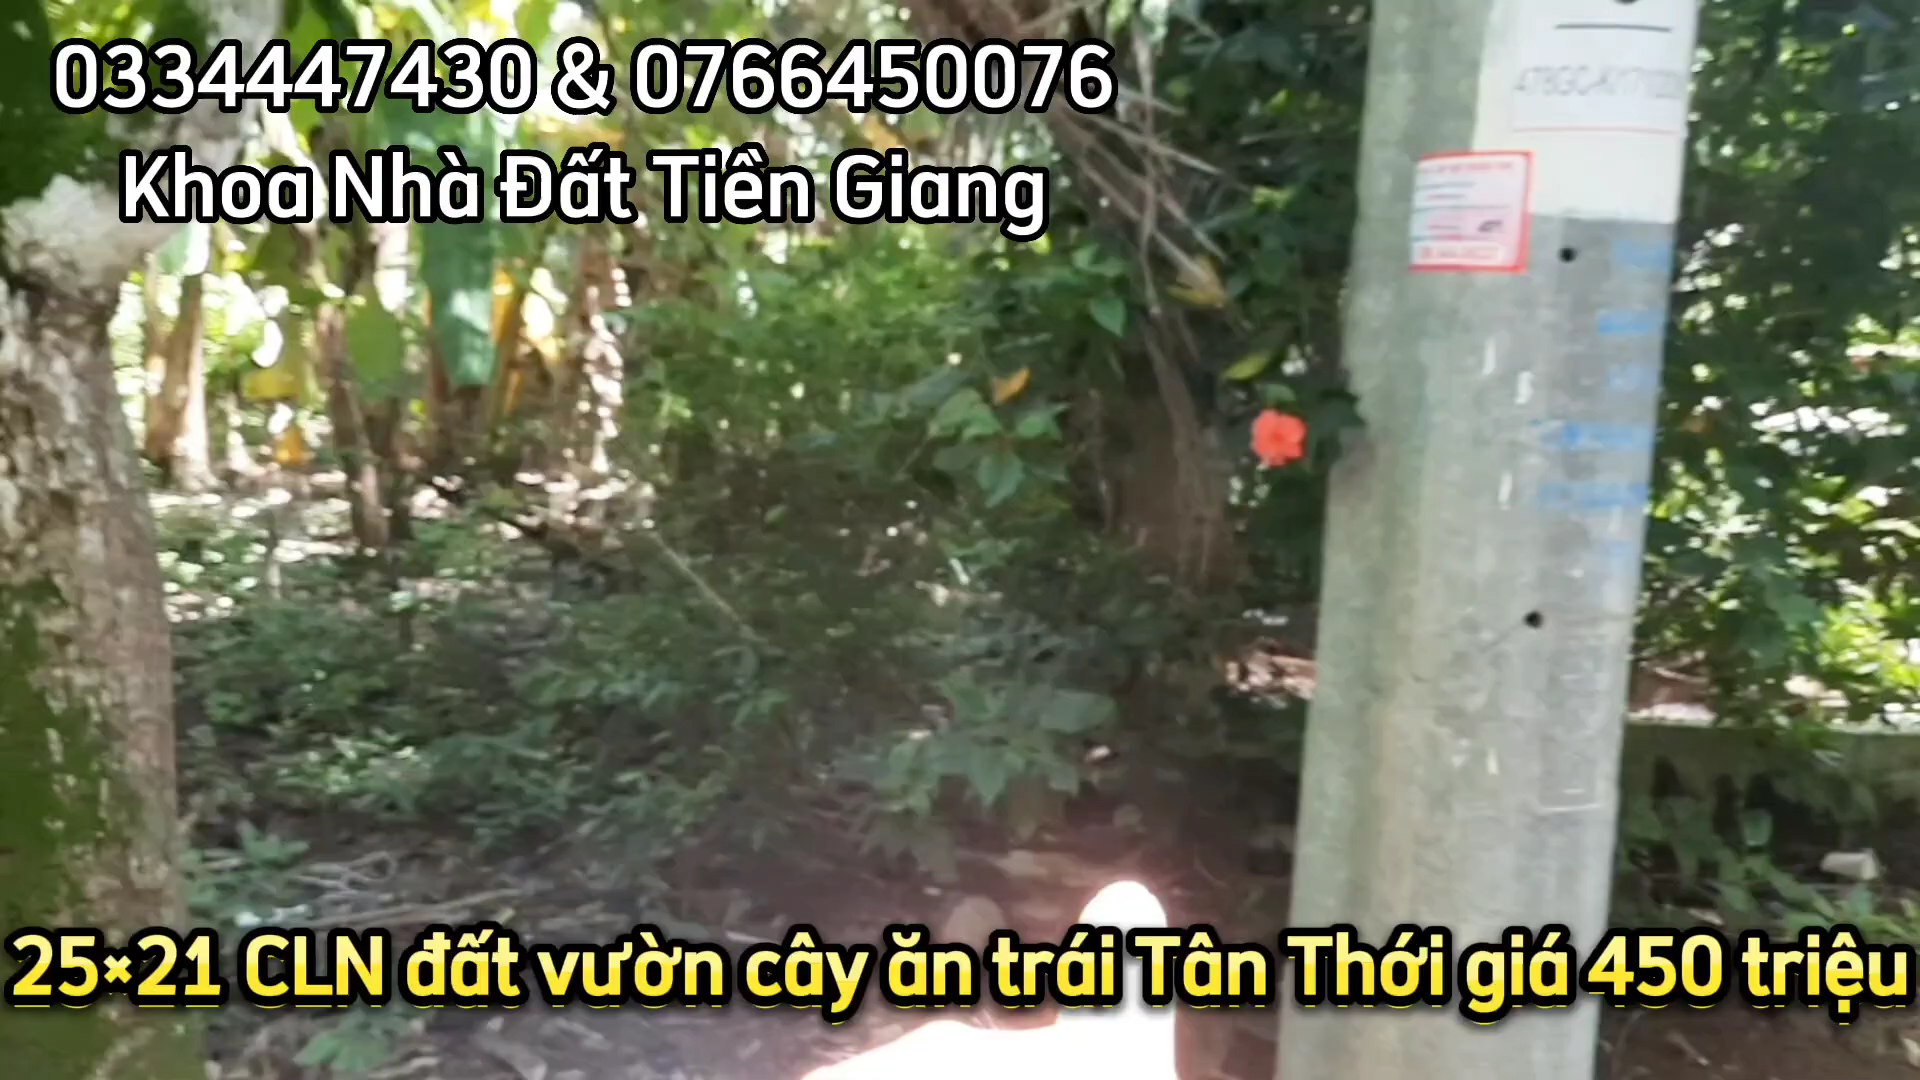 0334447430 & 0766450076
Khoa Nhà Đất Tiền Giang
25×21 CLN đất vườn cây ăn trái Tân Thới giá 450 triệu